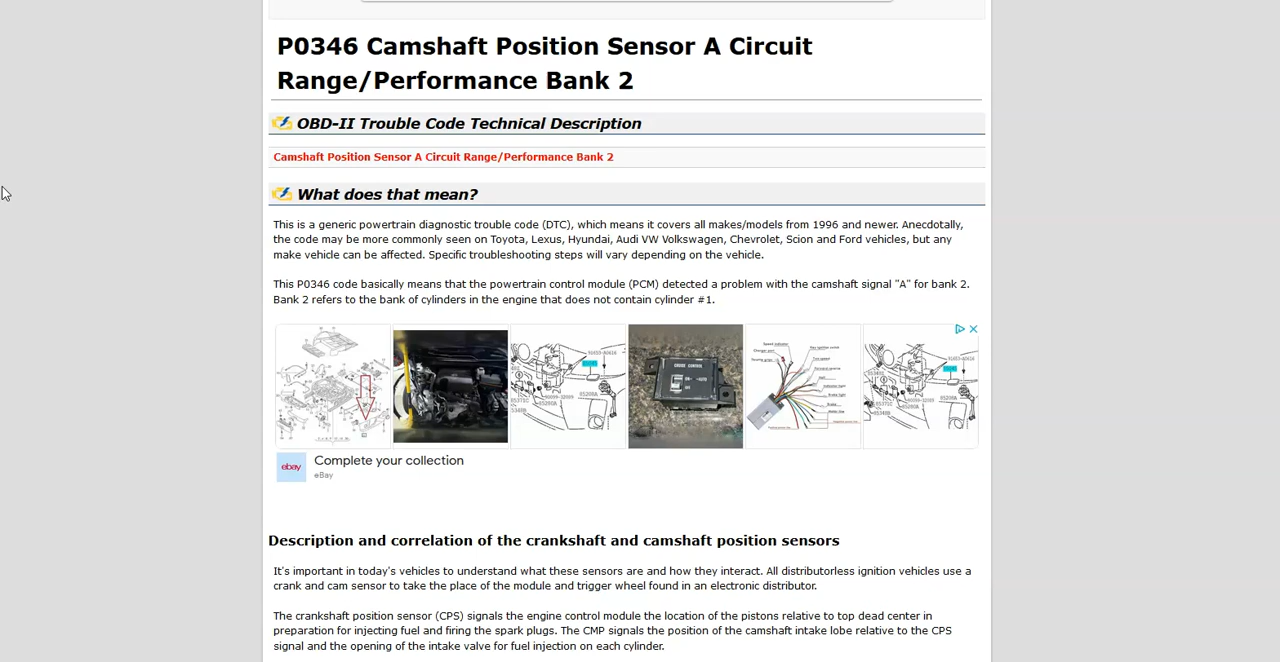 P0346 Camshaft Position Sensor A Circuit
Range/Performance Bank 2
OBD-II Trouble Code Technical Description
Camshaft Position Sensor A Circuit Range/Performance Bank 2
What does that mean?
This is a generic powertrain diagnostic trouble code (DTC), which means it covers all makes/models from 1996 and newer. Anecdotally,
the code may be more commonly seen on Toyota, Lexus, Hyundai, Audi VW Volkswagen, Chevrolet, Scion and Ford vehicles, but any
make vehicle can be affected. Specific troubleshooting steps will vary depending on the vehicle.
This P0346 code basically means that the powertrain control module (PCM) detected a problem with the camshaft signal "A" for bank 2.
Bank 2 refers to the bank of cylinders in the engine that does not contain cylinder #1.
CRUISE CONTROL
ebay
Complete your collection
eBay
Description and correlation of the crankshaft and camshaft position sensors
It's important in today's vehicles to understand what these sensors are and how they interact. All distributorless ignition vehicles use a
crank and cam sensor to take the place of the module and trigger wheel found in an electronic distributor.
The crankshaft position sensor (CPS) signals the engine control module the location of the pistons relative to top dead center in
preparation for injecting fuel and firing the spark plugs. The CMP signals the position of the camshaft intake lobe relative to the CPS
signal and the opening of the intake valve for fuel injection on each cylinder.